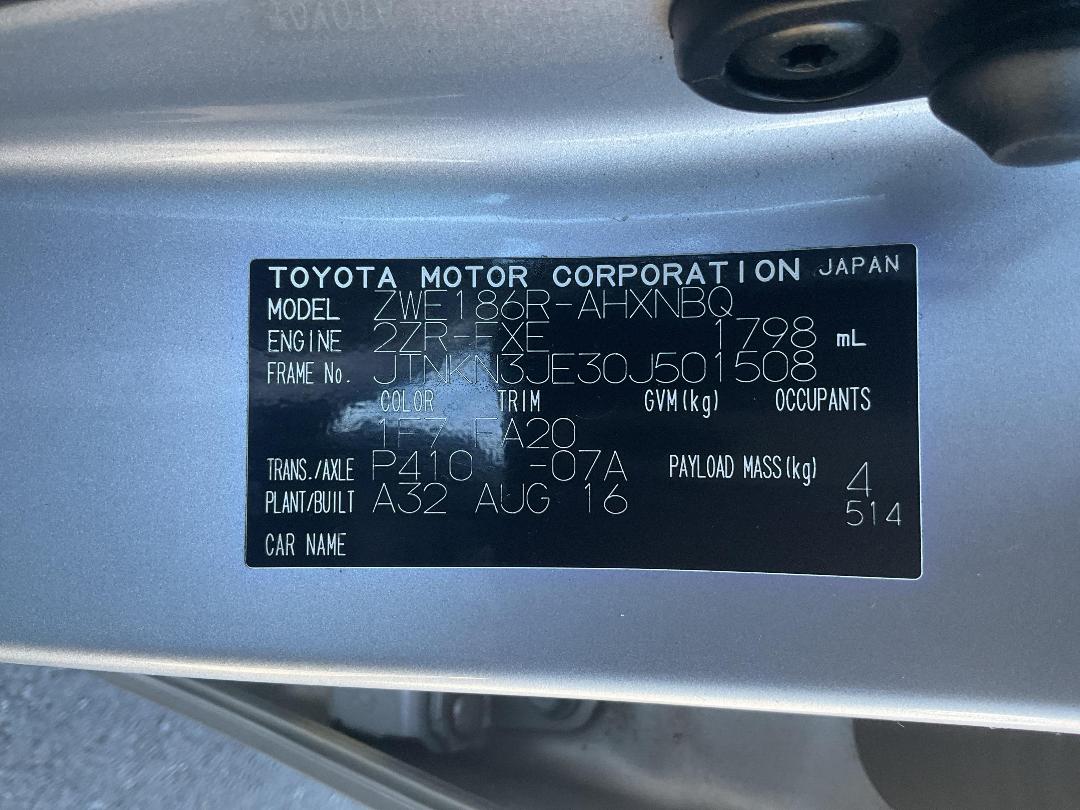 TOYOTA MOTOR CORPORATION JAPAN
MODEL ZWE186R-AHXNBQ
ENGINE 2ZR-FXE 1798 mL
FRAME No. JTNKN3JE30J501508
COLOR TRIM GVM(kg) OCCUPANTS
1F7 FA20
TRANS./AXLE P410 -07A PAYLOAD MASS(kg) 4
PLANT/BUILT A32 AUG 16 514
CAR NAME